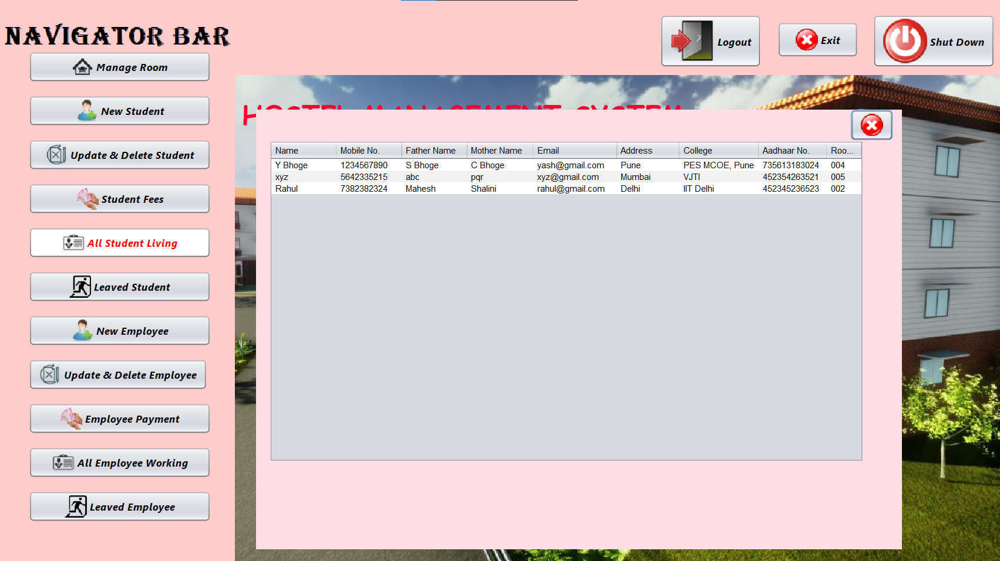 NAVIGATOR BAR
Logout
Exit
Shut Down
Manage Room
New Student
Update & Delete Student
Student Fees
All Student Living
Leaved Student
New Employee
Update & Delete Employee
Employee Payment
All Employee Working
Leaved Employee
HOSTEL MANAGEMENT SYSTEM
Name Mobile No. Father Name Mother Name Email Address College Aadhaar No. Roo...
Y Bhoge 1234567890 S Bhoge C Bhoge yash@gmail.com Pune PES MCOE, Pune 735613183024 004
xyz 5642335215 abc pqr xyz@gmail.com Mumbai VJTI 452354263521 005
Rahul 7382382324 Mahesh Shalini rahul@gmail.com Delhi IIT Delhi 452345236523 002